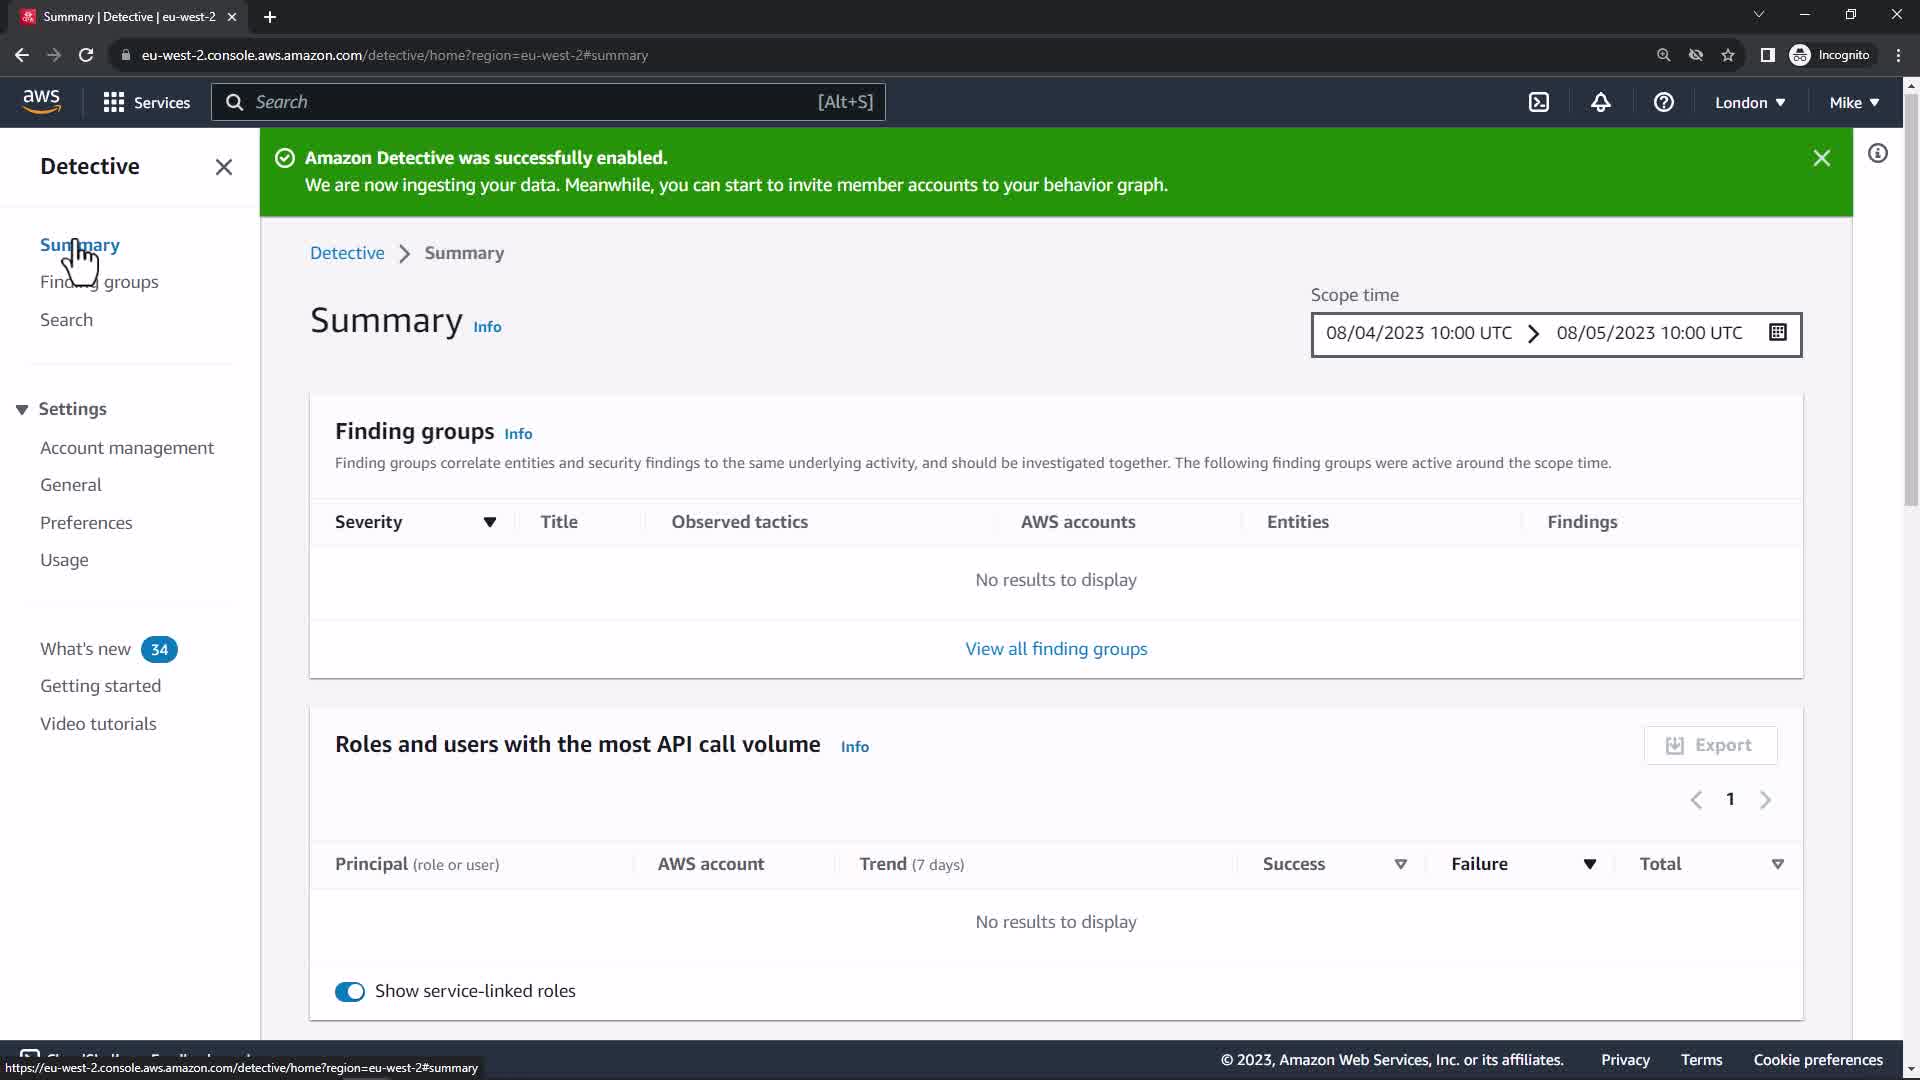 Summary | Detective | eu-west-2
eu-west-2.console.aws.amazon.com/detective/home?region=eu-west-2#summary
Incognito
aws
Services
Search
[Alt+S]
London
Mike
Detective
Amazon Detective was successfully enabled.
We are now ingesting your data. Meanwhile, you can start to invite member accounts to your behavior graph.
Summary
Finding groups
Search
Settings
Account management
General
Preferences
Usage
What's new 34
Getting started
Video tutorials
Detective > Summary
Summary Info
Scope time
08/04/2023 10:00 UTC > 08/05/2023 10:00 UTC
Finding groups Info
Finding groups correlate entities and security findings to the same underlying activity, and should be investigated together. The following finding groups were active around the scope time.
Severity Title Observed tactics AWS accounts Entities Findings
No results to display
View all finding groups
Roles and users with the most API call volume Info
Export
1
Principal (role or user) AWS account Trend (7 days) Success Failure Total
No results to display
Show service-linked roles
© 2023, Amazon Web Services, Inc. or its affiliates. Privacy Terms Cookie preferences
https://eu-west-2.console.aws.amazon.com/detective/home?region=eu-west-2#summary